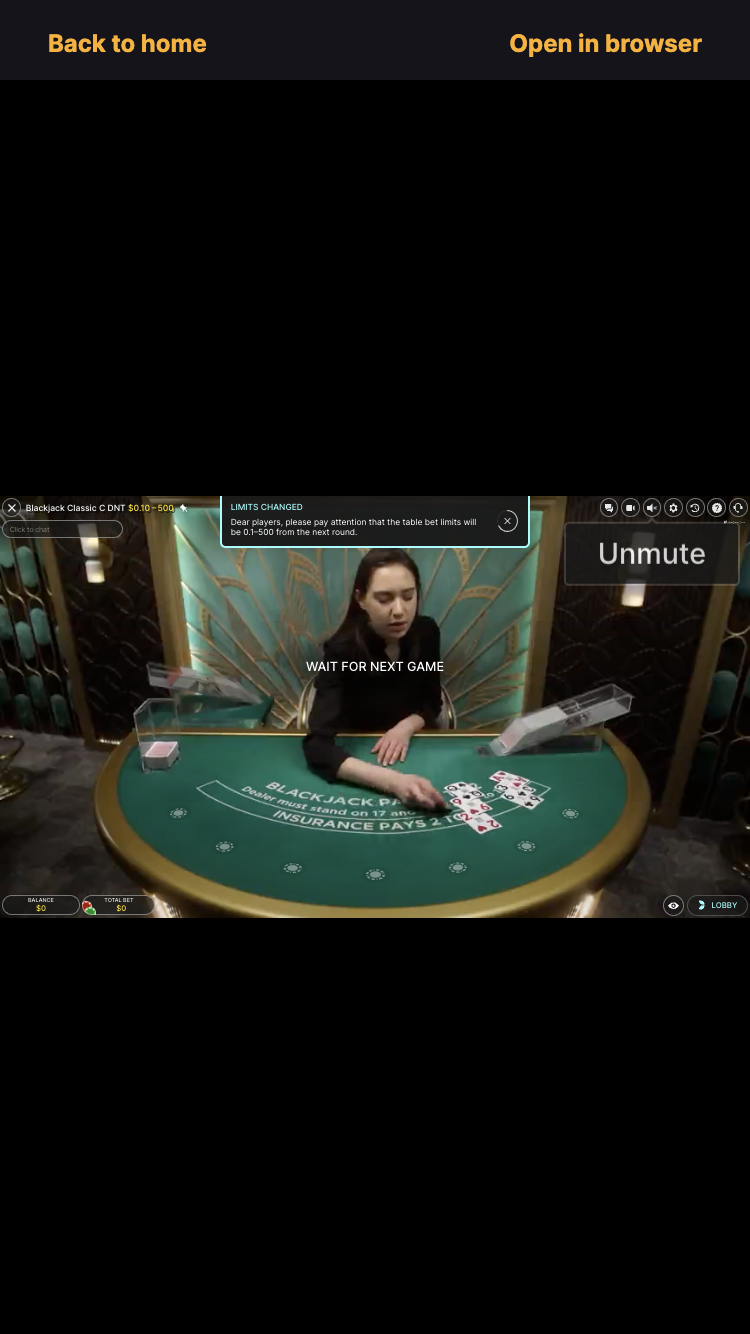 Back to home
Open in browser
Blackjack Classic C DNT $0.10 – 500
LIMITS CHANGED
Dear players, please pay attention that the table bet limits will
be 0.1–500 from the next round.
Click to chat
Unmute
WAIT FOR NEXT GAME
BLACKJACK PA
Dealer must stand on 17 and
INSURANCE PAYS 2 TO
BALANCE
$0
TOTAL BET
$0
LOBBY